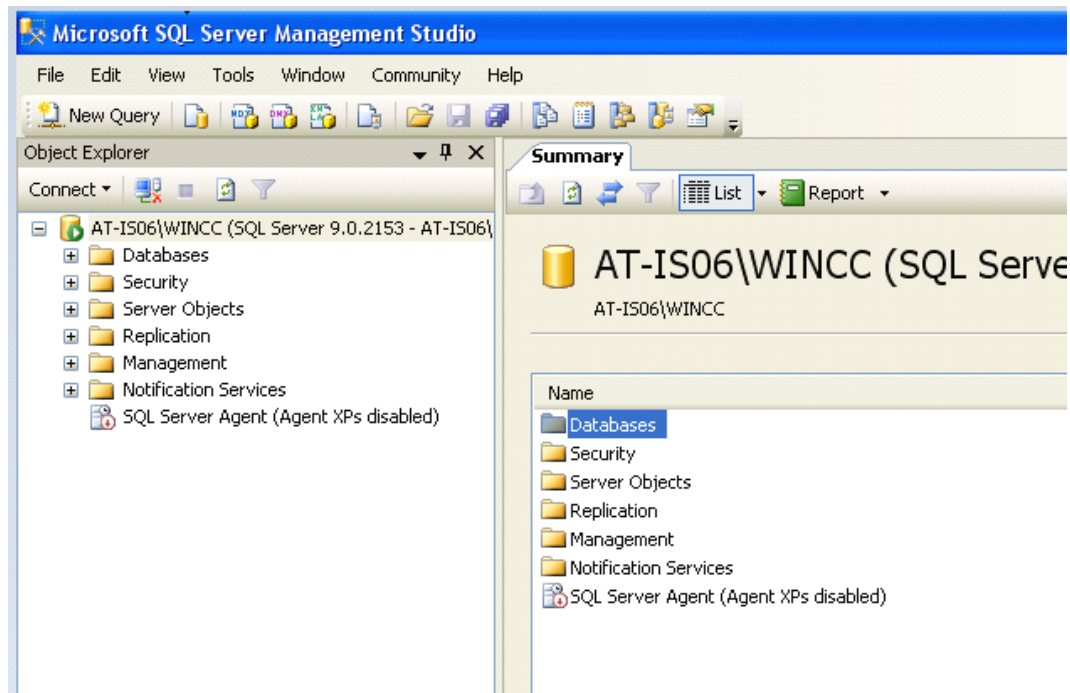 Microsoft SQL Server Management Studio
File Edit View Tools Window Community Help
New Query
Object Explorer
Summary
Connect
List Report
AT-IS06\WINCC (SQL Server 9.0.2153 - AT-IS06\
Databases
Security
Server Objects
Replication
Management
Notification Services
SQL Server Agent (Agent XPs disabled)
AT-IS06\WINCC (SQL Serve
AT-IS06\WINCC
Name
Databases
Security
Server Objects
Replication
Management
Notification Services
SQL Server Agent (Agent XPs disabled)